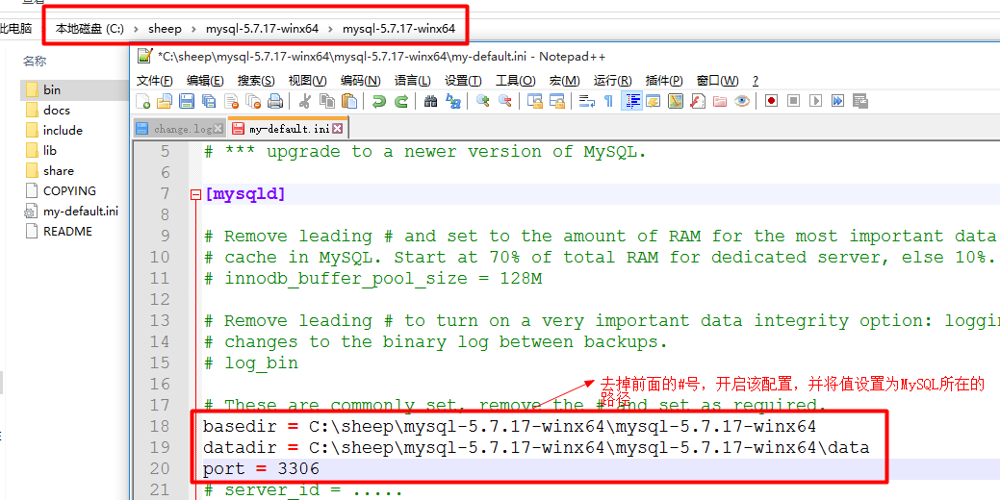 此电脑
本地磁盘 (C:) › sheep › mysql-5.7.17-winx64 › mysql-5.7.17-winx64
名称
bin
docs
include
lib
share
COPYING
my-default.ini
README
*C:\sheep\mysql-5.7.17-winx64\mysql-5.7.17-winx64\my-default.ini - Notepad++
文件(F) 编辑(E) 搜索(S) 视图(V) 编码(N) 语言(L) 设置(T) 工具(O) 宏(M) 运行(R) 插件(P) 窗口(W) ?
change.log my-default.ini
5 # *** upgrade to a newer version of MySQL.
6
7 [mysqld]
8
9 # Remove leading # and set to the amount of RAM for the most important data
10 # cache in MySQL. Start at 70% of total RAM for dedicated server, else 10%.
11 # innodb_buffer_pool_size = 128M
12
13 # Remove leading # to turn on a very important data integrity option: loggin
14 # changes to the binary log between backups.
15 # log_bin
16
去掉前面的#号，开启该配置，并将值设置为MySQL所在的
路径
17 # These are commonly set, remove the # and set as required.
18 basedir = C:\sheep\mysql-5.7.17-winx64\mysql-5.7.17-winx64
19 datadir = C:\sheep\mysql-5.7.17-winx64\mysql-5.7.17-winx64\data
20 port = 3306
21 # server_id = .....